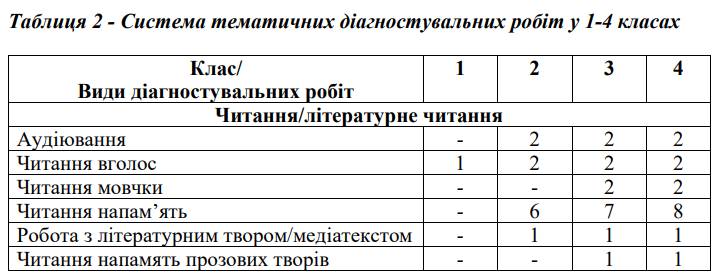 Таблиця 2 - Система тематичних діагностувальних робіт у 1-4 класах
Клас/
Види діагностувальних робіт 1 2 3 4
Читання/літературне читання
Аудіювання - 2 2 2
Читання вголос 1 2 2 2
Читання мовчки - - 2 2
Читання напам’ять - 6 7 8
Робота з літературним твором/медіатекстом - 1 1 1
Читання напамять прозових творів - - 1 1